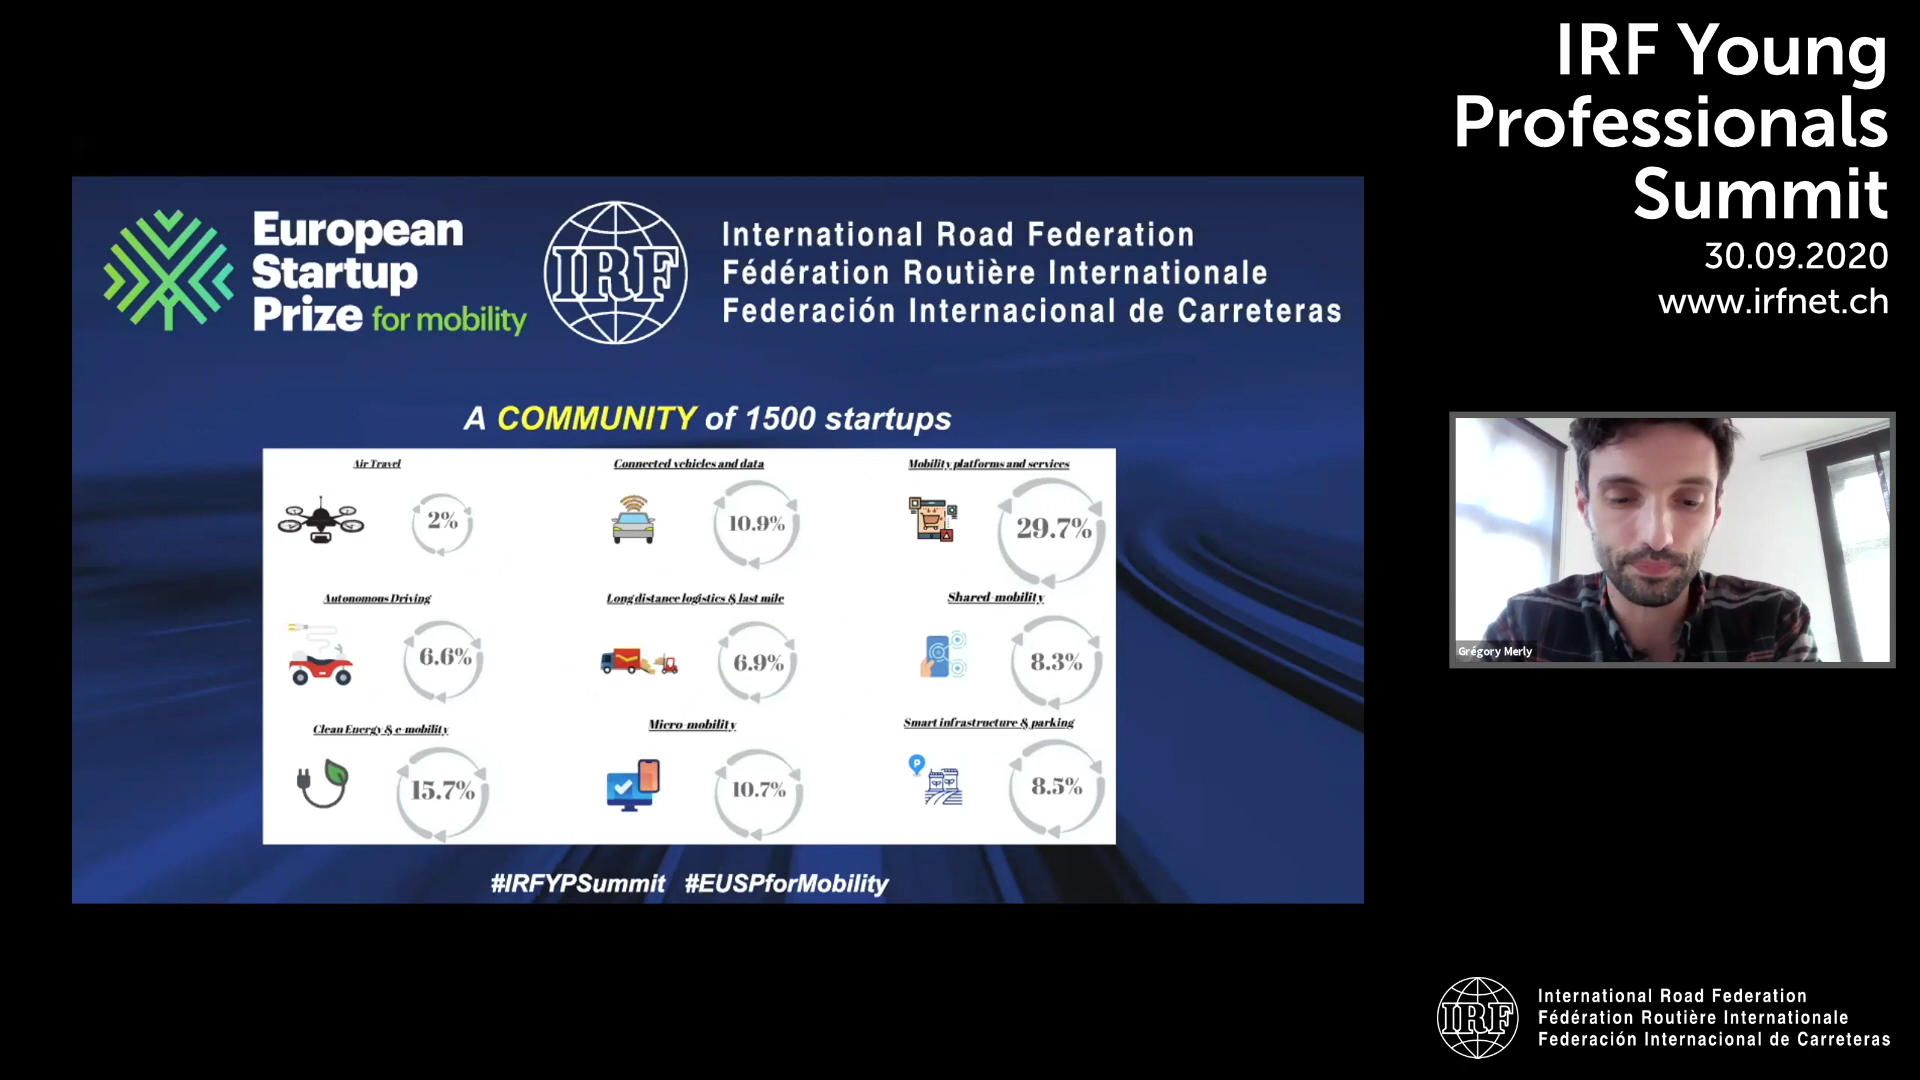 IRF Young
Professionals
Summit
30.09.2020
www.irfnet.ch
European
Startup
Prize for mobility
IRF
International Road Federation
Fédération Routière Internationale
Federación Internacional de Carreteras
A COMMUNITY of 1500 startups
Air Travel
2%
Connected vehicles and data
10.9%
Mobility platforms and services
29.7%
Autonomous Driving
6.6%
Long distance logistics & last mile
6.9%
Shared-mobility
8.3%
Clean Energy & e-mobility
15.7%
Micro-mobility
10.7%
Smart infrastructure & parking
P
8.5%
#IRFYPSummit #EUSPforMobility
Grégory Merly
IRF
International Road Federation
Fédération Routière Internationale
Federación Internacional de Carreteras